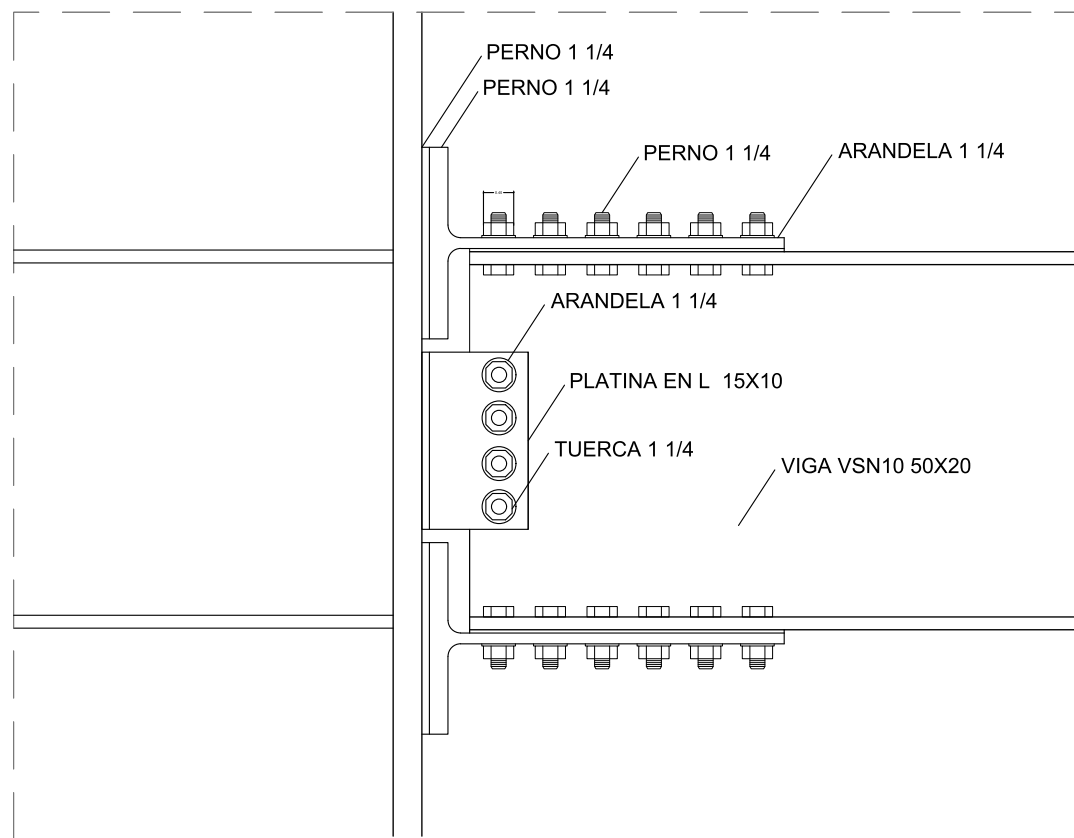 PERNO 1 1/4
PERNO 1 1/4
PERNO 1 1/4
ARANDELA 1 1/4
ARANDELA 1 1/4
PLATINA EN L 15X10
TUERCA 1 1/4
VIGA VSN10 50X20